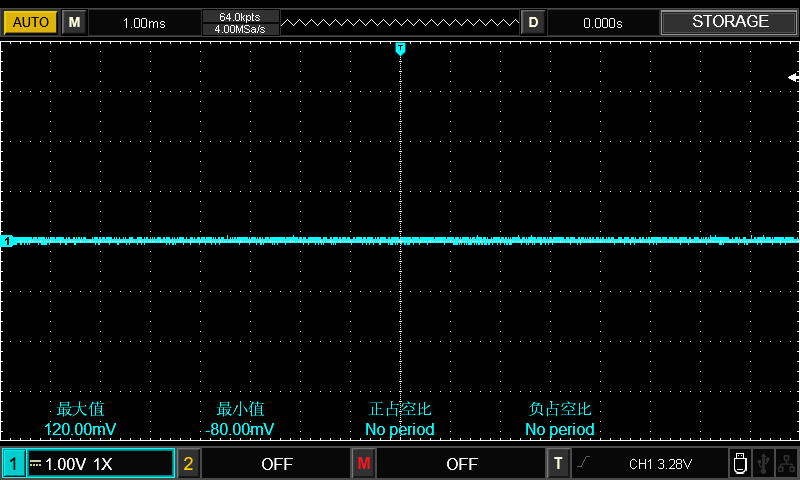 AUTO M 1.00ms 64.0kpts D 0.000s STORAGE
4.00MSa/s
T
1
最大值 最小值 正占空比 负占空比
120.00mV -80.00mV No period No period
1 1.00V 1X 2 OFF M OFF T CH1 3.28V